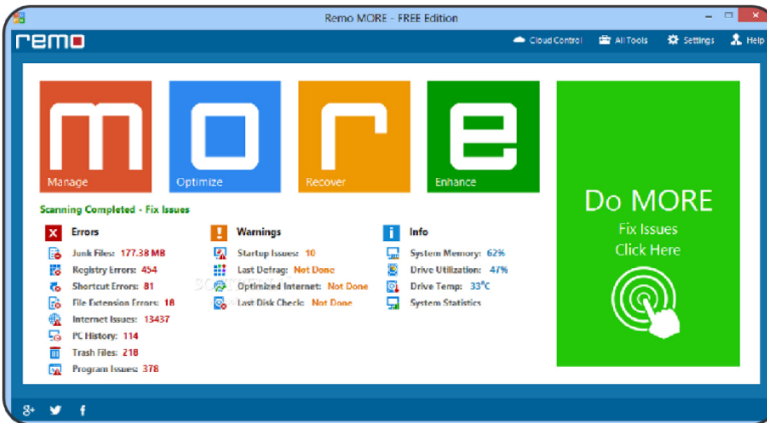 Remo MORE - FREE Edition
remo
Cloud Control All Tools Settings Help
m o r e
Manage Optimize Recover Enhance
Do MORE
Fix Issues
Click Here
Scanning Completed - Fix Issues
Errors
Junk Files: 177.38 MB
Registry Errors: 454
Shortcut Errors: 81
File Extension Errors: 18
Internet Issues: 13437
PC History: 114
Trash Files: 218
Program Issues: 378
Warnings
Startup Issues: 10
Last Defrag: Not Done
Optimized Internet: Not Done
Last Disk Check: Not Done
Info
System Memory: 62%
Drive Utilization: 47%
Drive Temp: 33°C
System Statistics